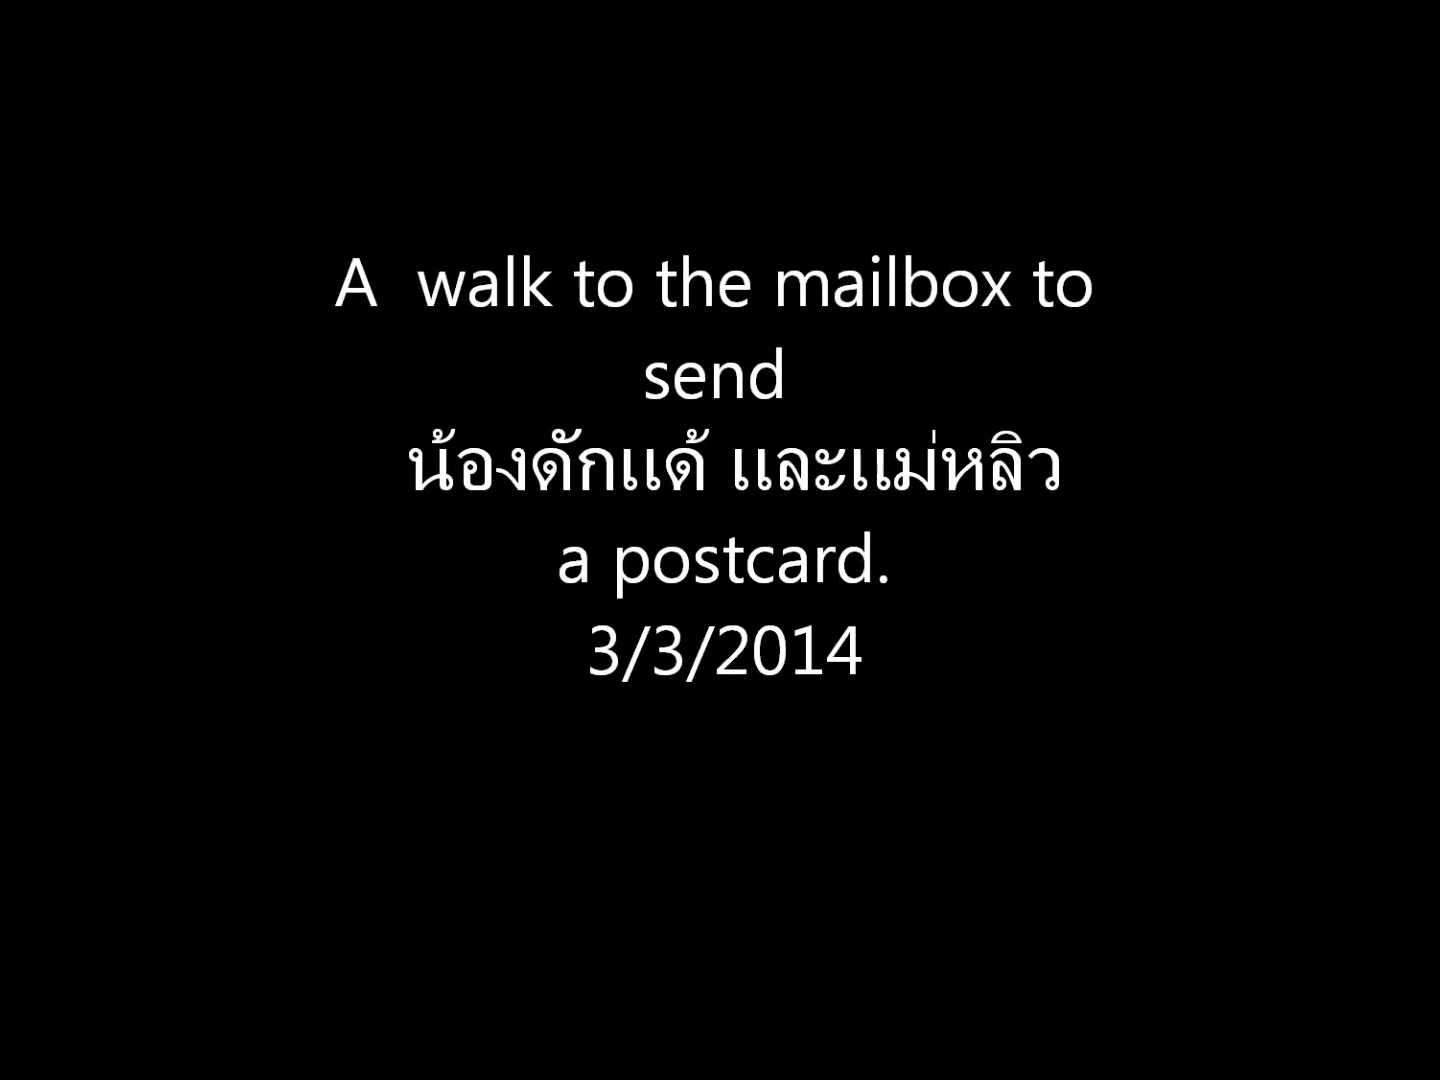 A  walk to the mailbox to
send
น้องดักแด้ และแม่หลิว
a postcard.
3/3/2014